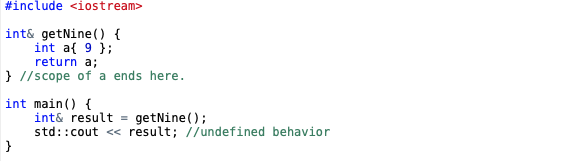 #include <iostream>
int& getNine() {
    int a{ 9 };
    return a;
} //scope of a ends here.
int main() {
    int& result = getNine();
    std::cout << result; //undefined behavior
}